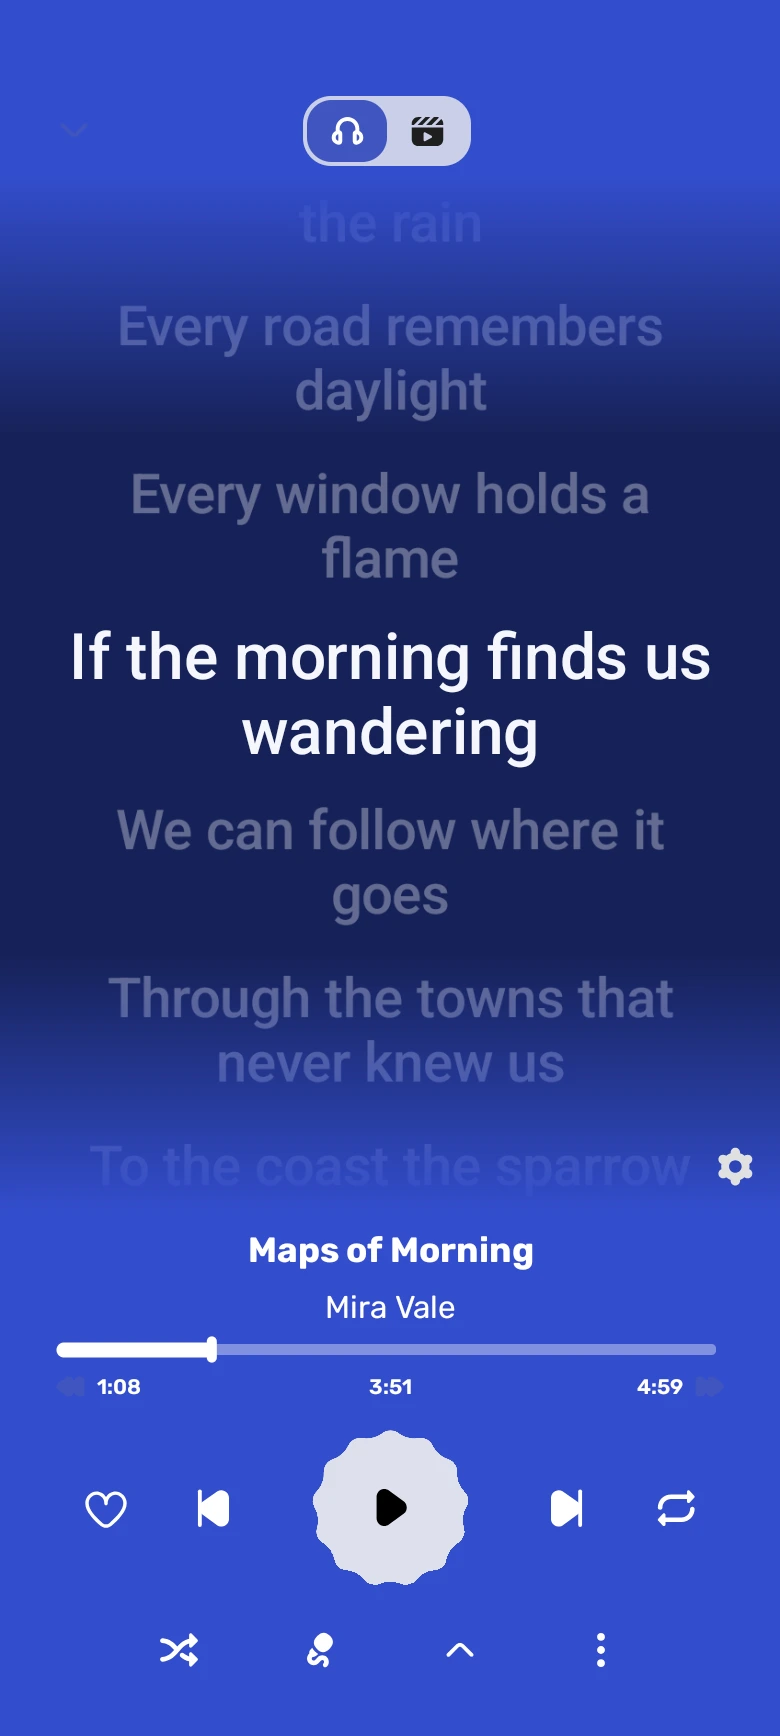 the rain
Every road remembers
daylight
Every window holds a
flame
If the morning finds us
wandering
We can follow where it
goes
Through the towns that
never knew us
To the coast the sparrow
Maps of Morning
Mira Vale
1:08 3:51 4:59